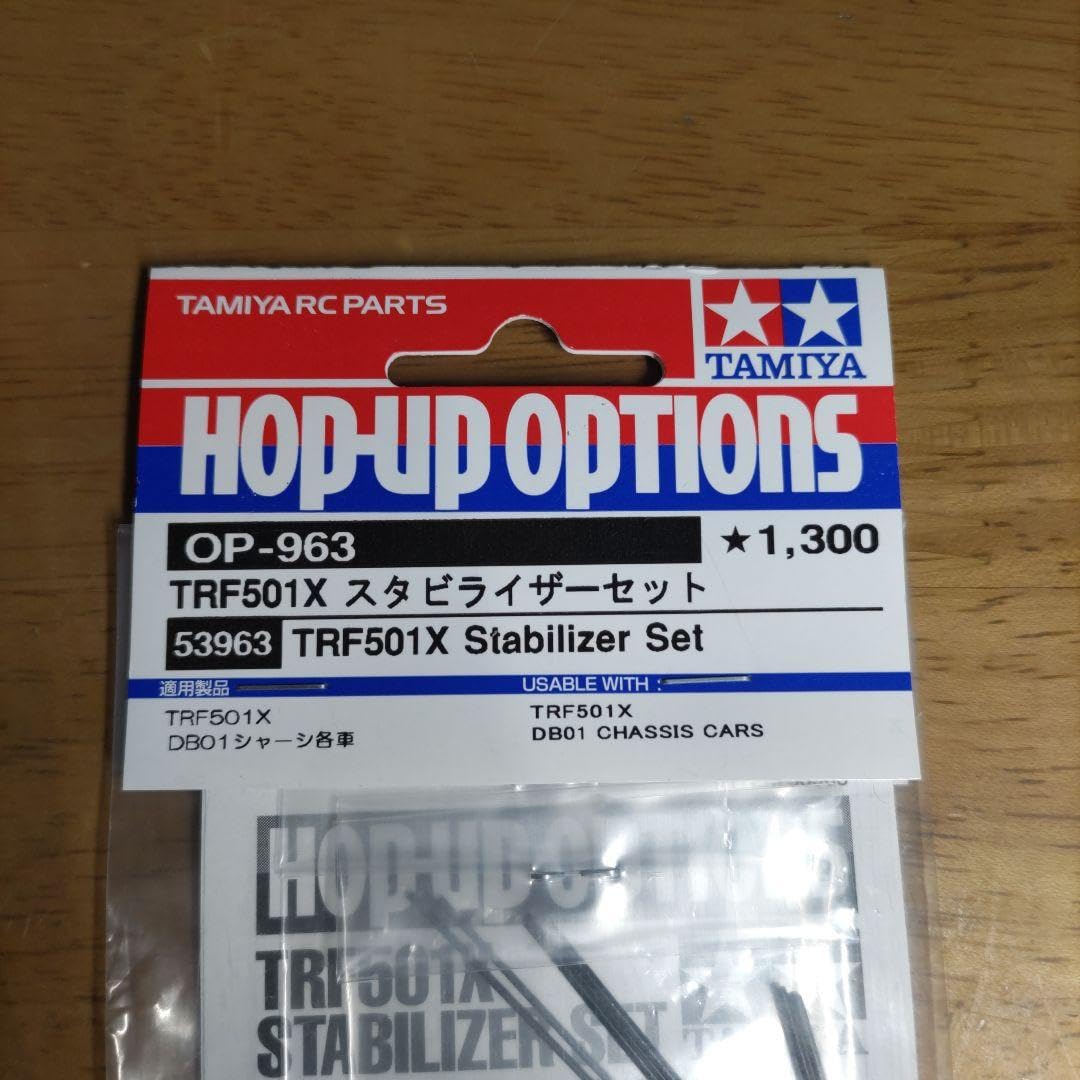 TAMIYA RC PARTS
TAMIYA
HOP-UP OPTIONS
OP-963
★1,300
TRF501X スタビライザーセット
53963 TRF501X Stabilizer Set
適用製品
TRF501X
DB01シャーシ各車
USABLE WITH :
TRF501X
DB01 CHASSIS CARS
HOP-UP OPTIONS
TRF501X
STABILIZER SET